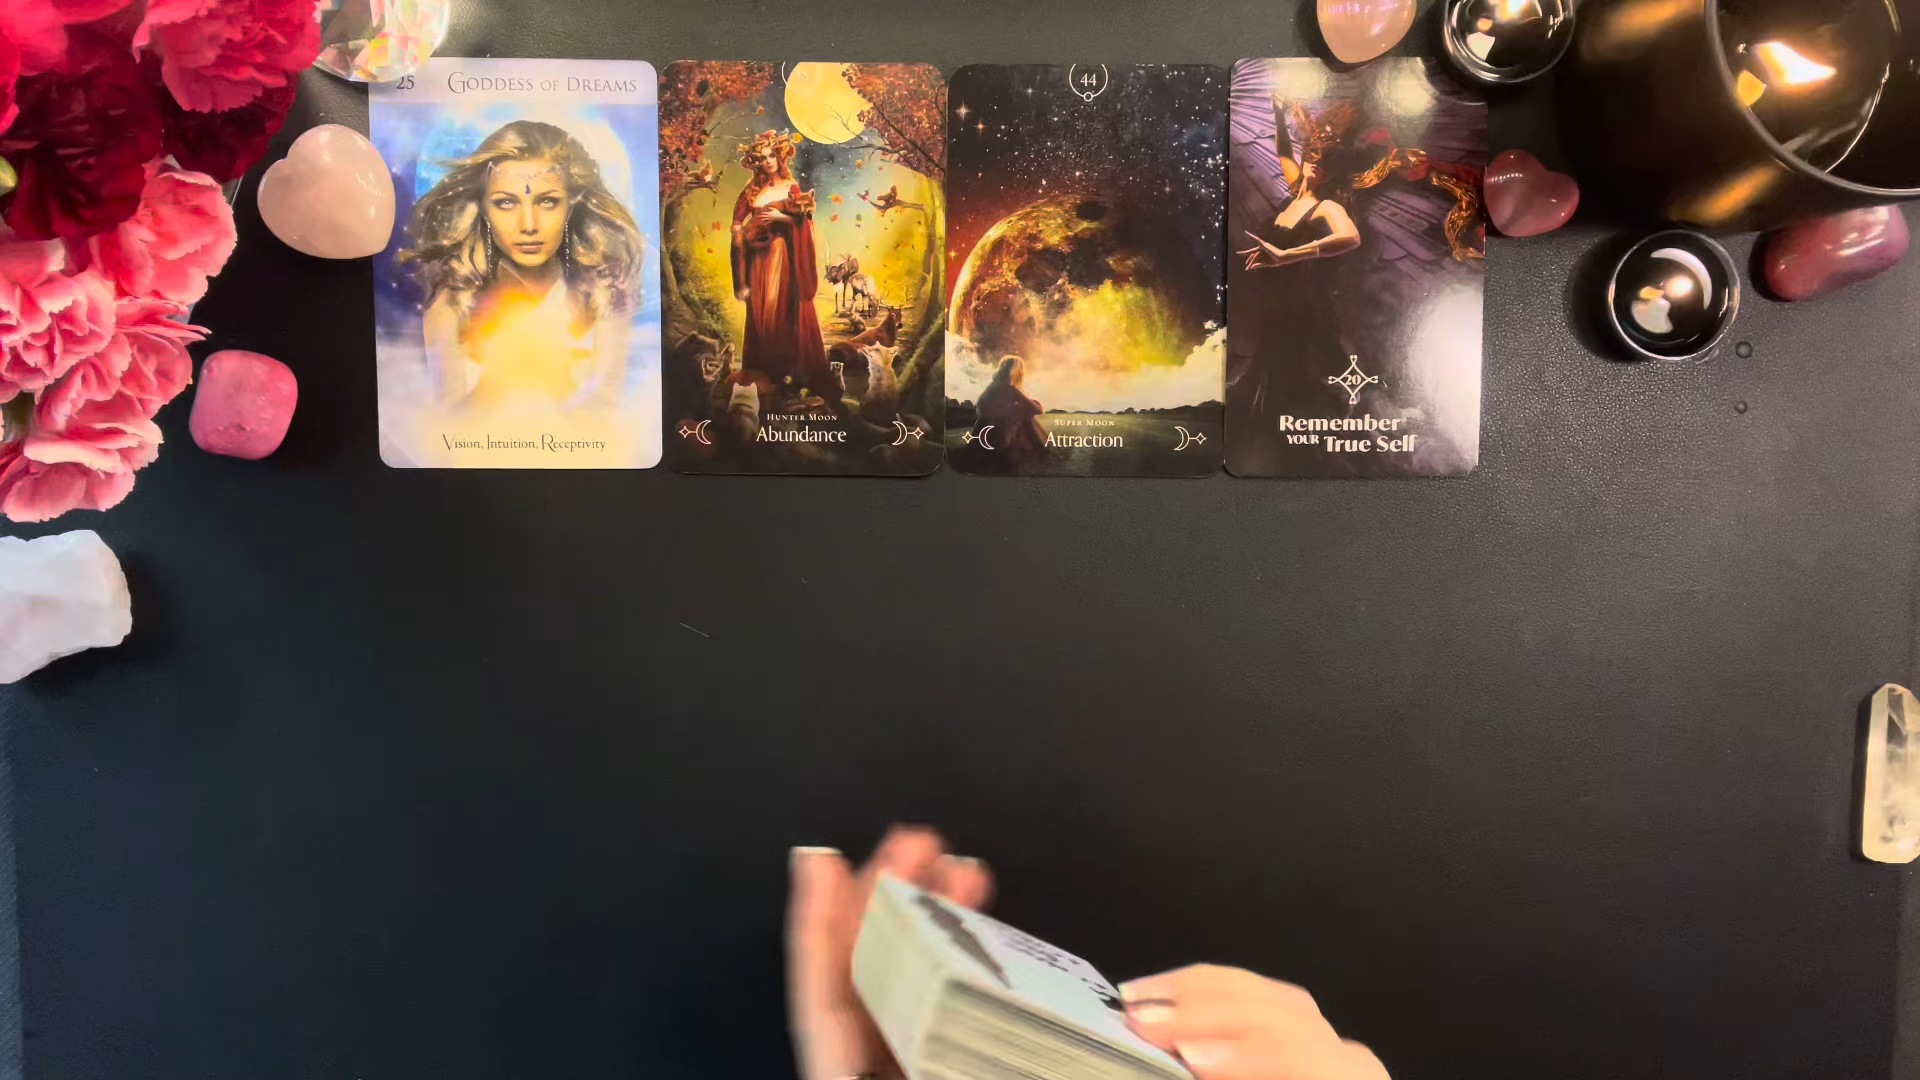 25 GODDESS OF DREAMS
Vision, Intuition, Receptivity
HUNTER MOON
Abundance
44
SUPER MOON
Attraction
20
Remember
YOUR True Self